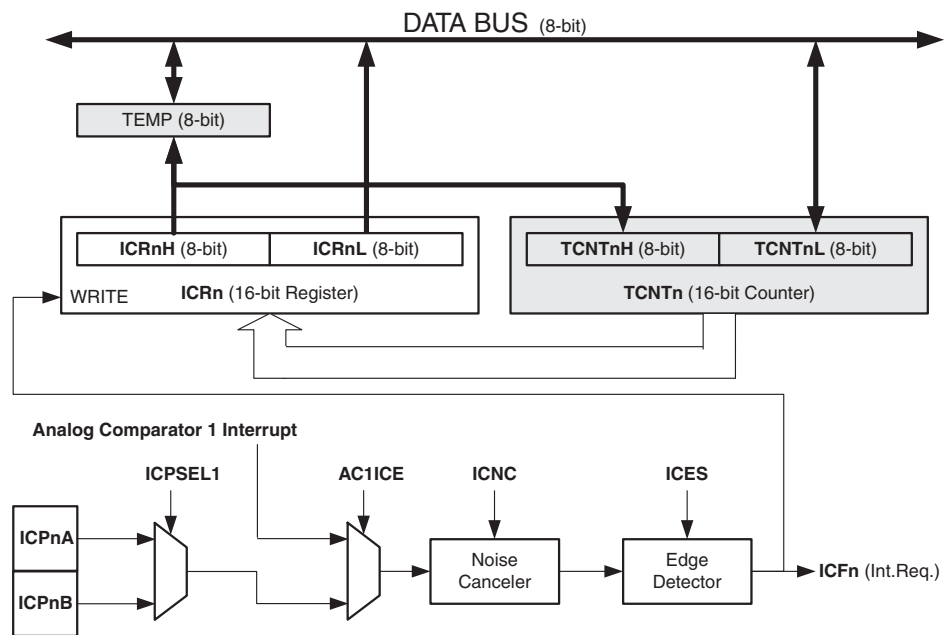 DATA BUS (8-bit)
TEMP (8-bit)
ICRnH (8-bit)
ICRnL (8-bit)
WRITE
ICRn (16-bit Register)
TCNTnH (8-bit)
TCNTnL (8-bit)
TCNTn (16-bit Counter)
Analog Comparator 1 Interrupt
ICPSEL1
AC1ICE
ICNC
ICES
ICPnA
ICPnB
Noise
Canceler
Edge
Detector
ICFn (Int.Req.)